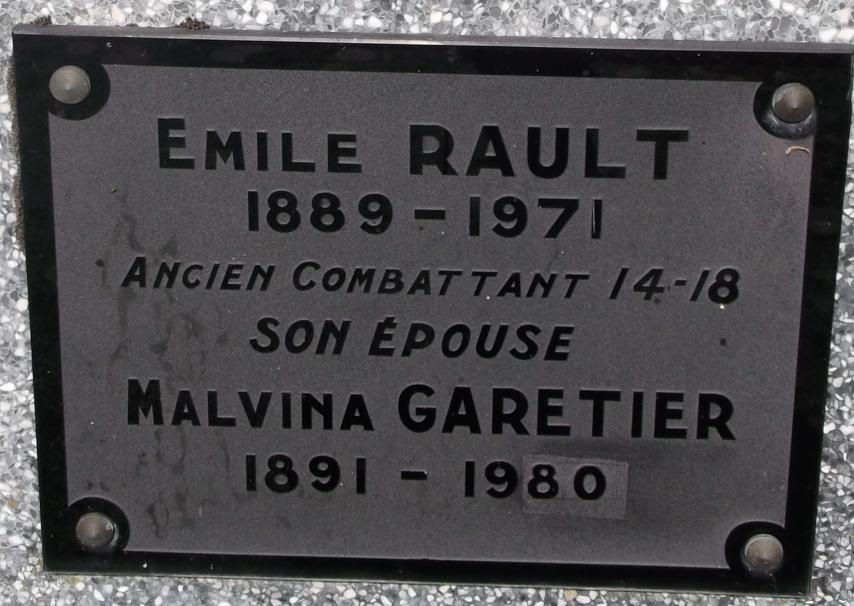 EMILE RAULT
1889 - 1971
ANCIEN COMBATTANT 14-18
SON ÉPOUSE
MALVINA GARETIER
1891 - 1980